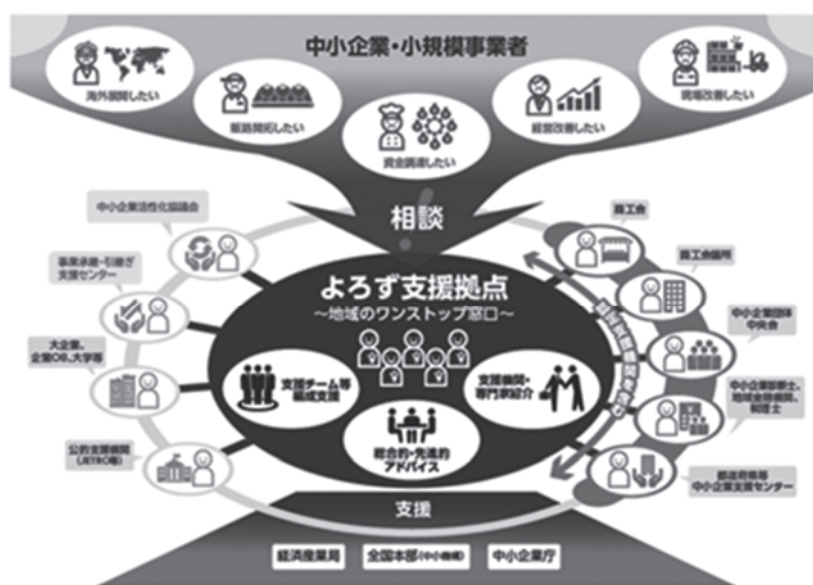 中小企業・小規模事業者
海外展開したい
販路開拓したい
資金調達したい
経営改善したい
現場改善したい
相談
中小企業活性化協議会
事業承継・引継ぎ
支援センター
大企業、
企業OB、大学等
公的支援機関
(JETRO等)
よろず支援拠点
～地域のワンストップ窓口～
支援チーム等
編成支援
総合的・先進的
アドバイス
支援機関・
専門家紹介
商工会
商工会議所
中小企業団体
中央会
中小企業診断士、
地域金融機関、
税理士
都道府県等
中小企業支援センター
支援
経済産業局
全国本部(中小機構)
中小企業庁